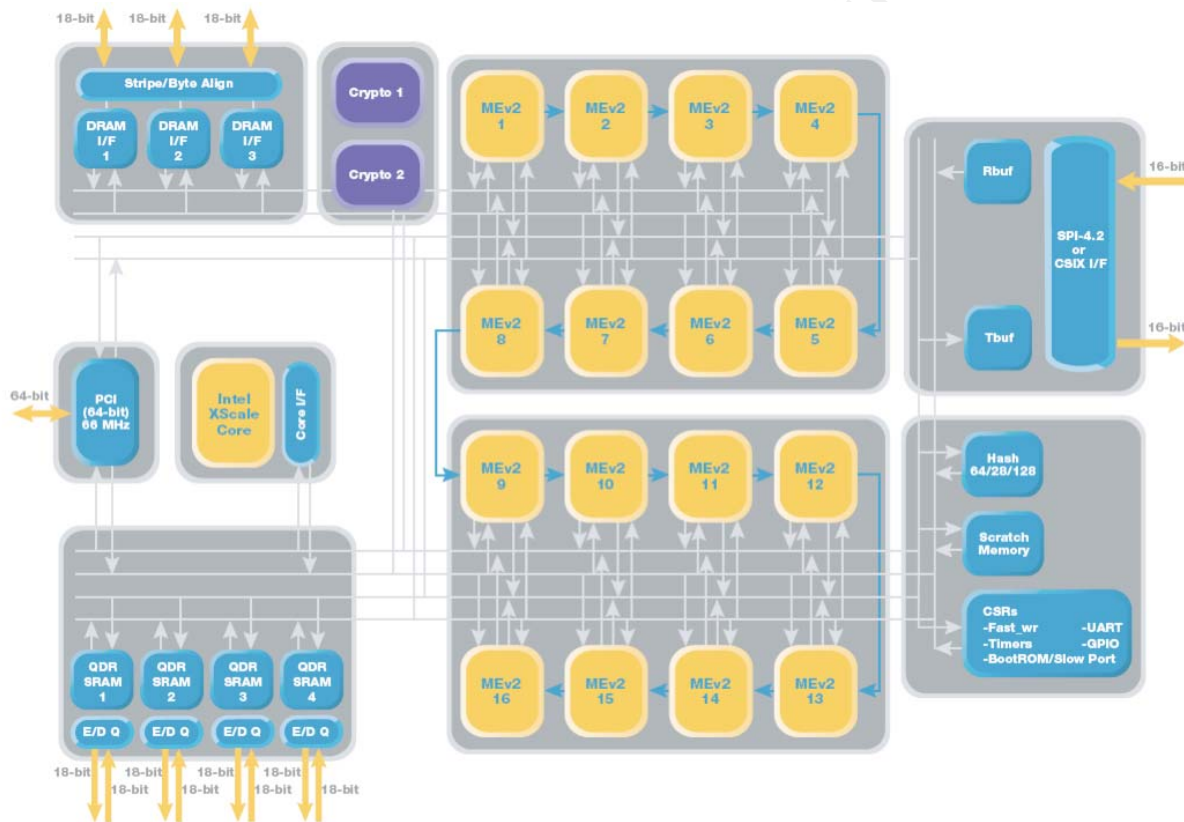 18-bit
18-bit
18-bit
Stripe/Byte Align
DRAM
I/F
1
DRAM
I/F
2
DRAM
I/F
3
Crypto 1
Crypto 2
MEv2
1
MEv2
2
MEv2
3
MEv2
4
MEv2
8
MEv2
7
MEv2
6
MEv2
5
Rbuf
Tbuf
SPI-4.2
or
CSIX I/F
16-bit
16-bit
64-bit
PCI
(64-bit)
66 MHz
Intel
XScale
Core
Core I/F
MEv2
9
MEv2
10
MEv2
11
MEv2
12
MEv2
16
MEv2
15
MEv2
14
MEv2
13
Hash
64/28/128
Scratch
Memory
CSRs
-Fast_wr
-UART
-Timers
-GPIO
-BootROM/Slow Port
QDR
SRAM
1
QDR
SRAM
2
QDR
SRAM
3
QDR
SRAM
4
E/D Q
E/D Q
E/D Q
E/D Q
18-bit
18-bit
18-bit
18-bit
18-bit
18-bit
18-bit
18-bit